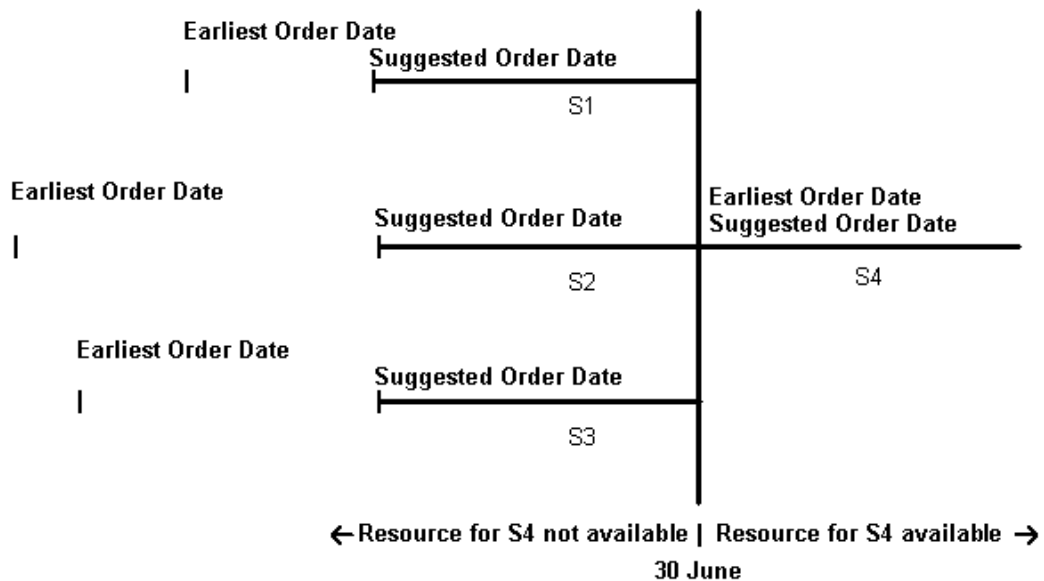 Earliest Order Date
Suggested Order Date
S1
Earliest Order Date
Suggested Order Date
Earliest Order Date
Suggested Order Date
S2
S4
Earliest Order Date
Suggested Order Date
S3
←Resource for S4 not available | Resource for S4 available →
30 June